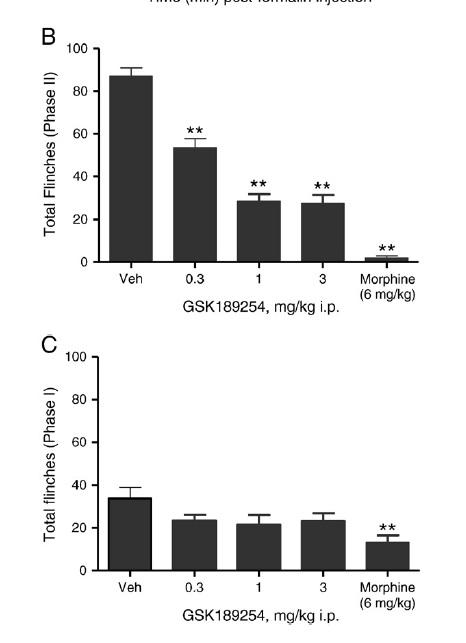 Time (min) post formalin injection
B
Total Flinches (Phase II)
100
80
60
40
20
0
**
**
**
**
Veh 0.3 1 3 Morphine
(6 mg/kg)
GSK189254, mg/kg i.p.
C
Total flinches (Phase I)
100
80
60
40
20
0
**
Veh 0.3 1 3 Morphine
(6 mg/kg)
GSK189254, mg/kg i.p.